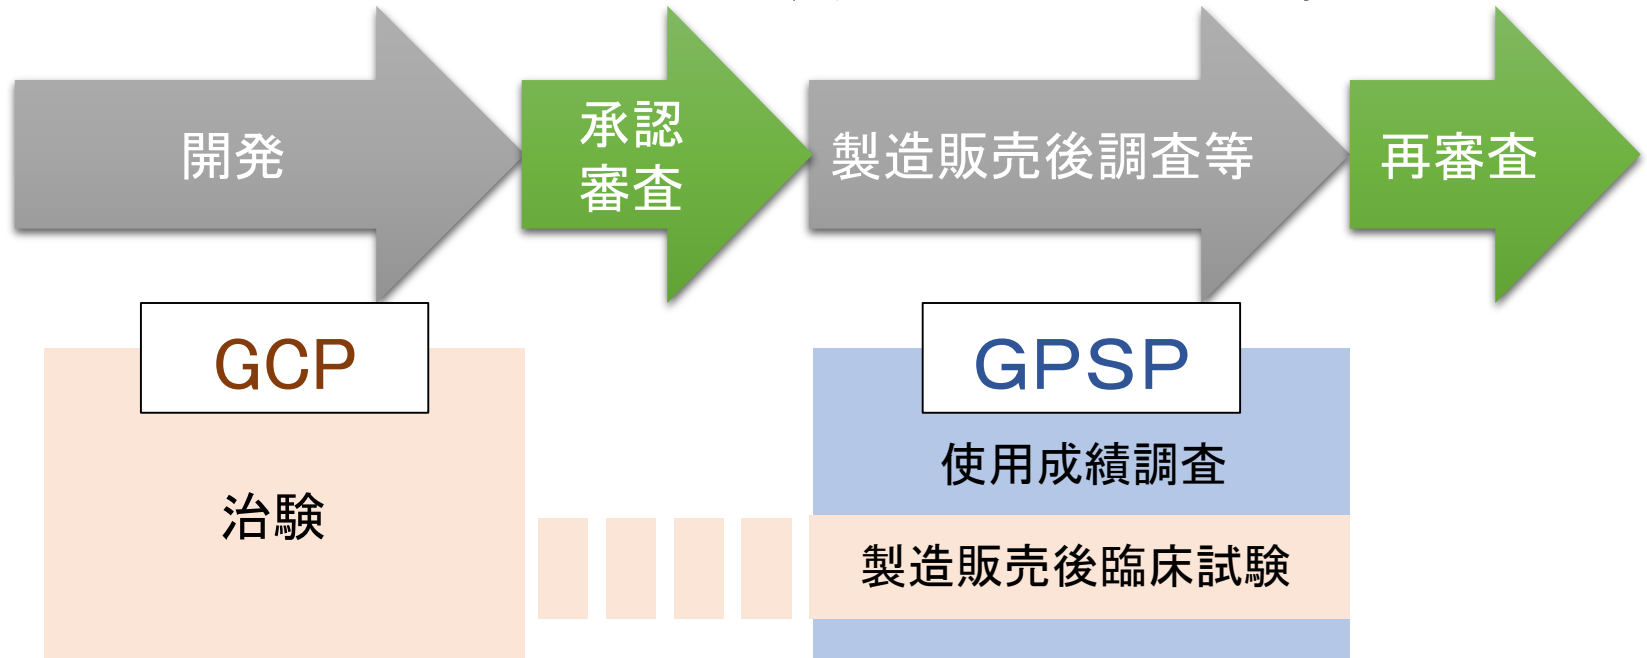 開発
承認
審査
製造販売後調査等
再審査
GCP
治験
GPSP
使用成績調査
製造販売後臨床試験